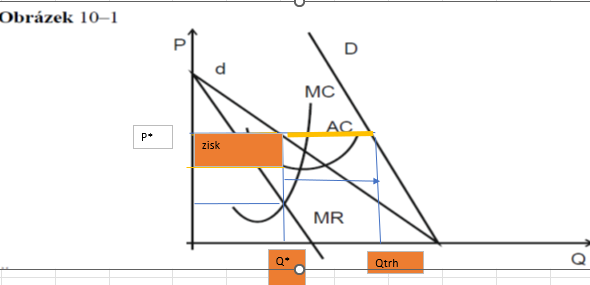 Obrázek 10–1
P
d
D
MC
AC
P*
zisk
MR
Q*
Qtrh
Q